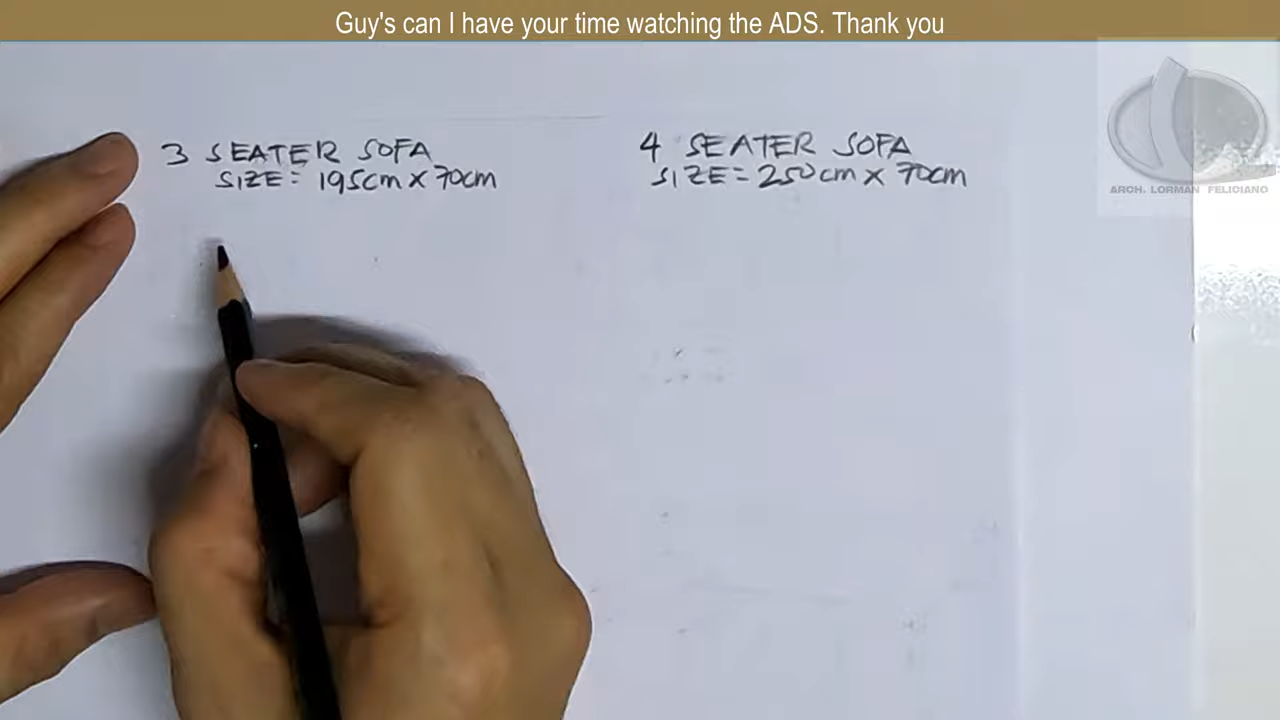 Guy's can I have your time watching the ADS. Thank you
3 SEATER SOFA
SIZE = 195cm X 70cm
4 SEATER SOFA
SIZE = 250cm X 70cm
ARCH. LORMAN FELICIANO